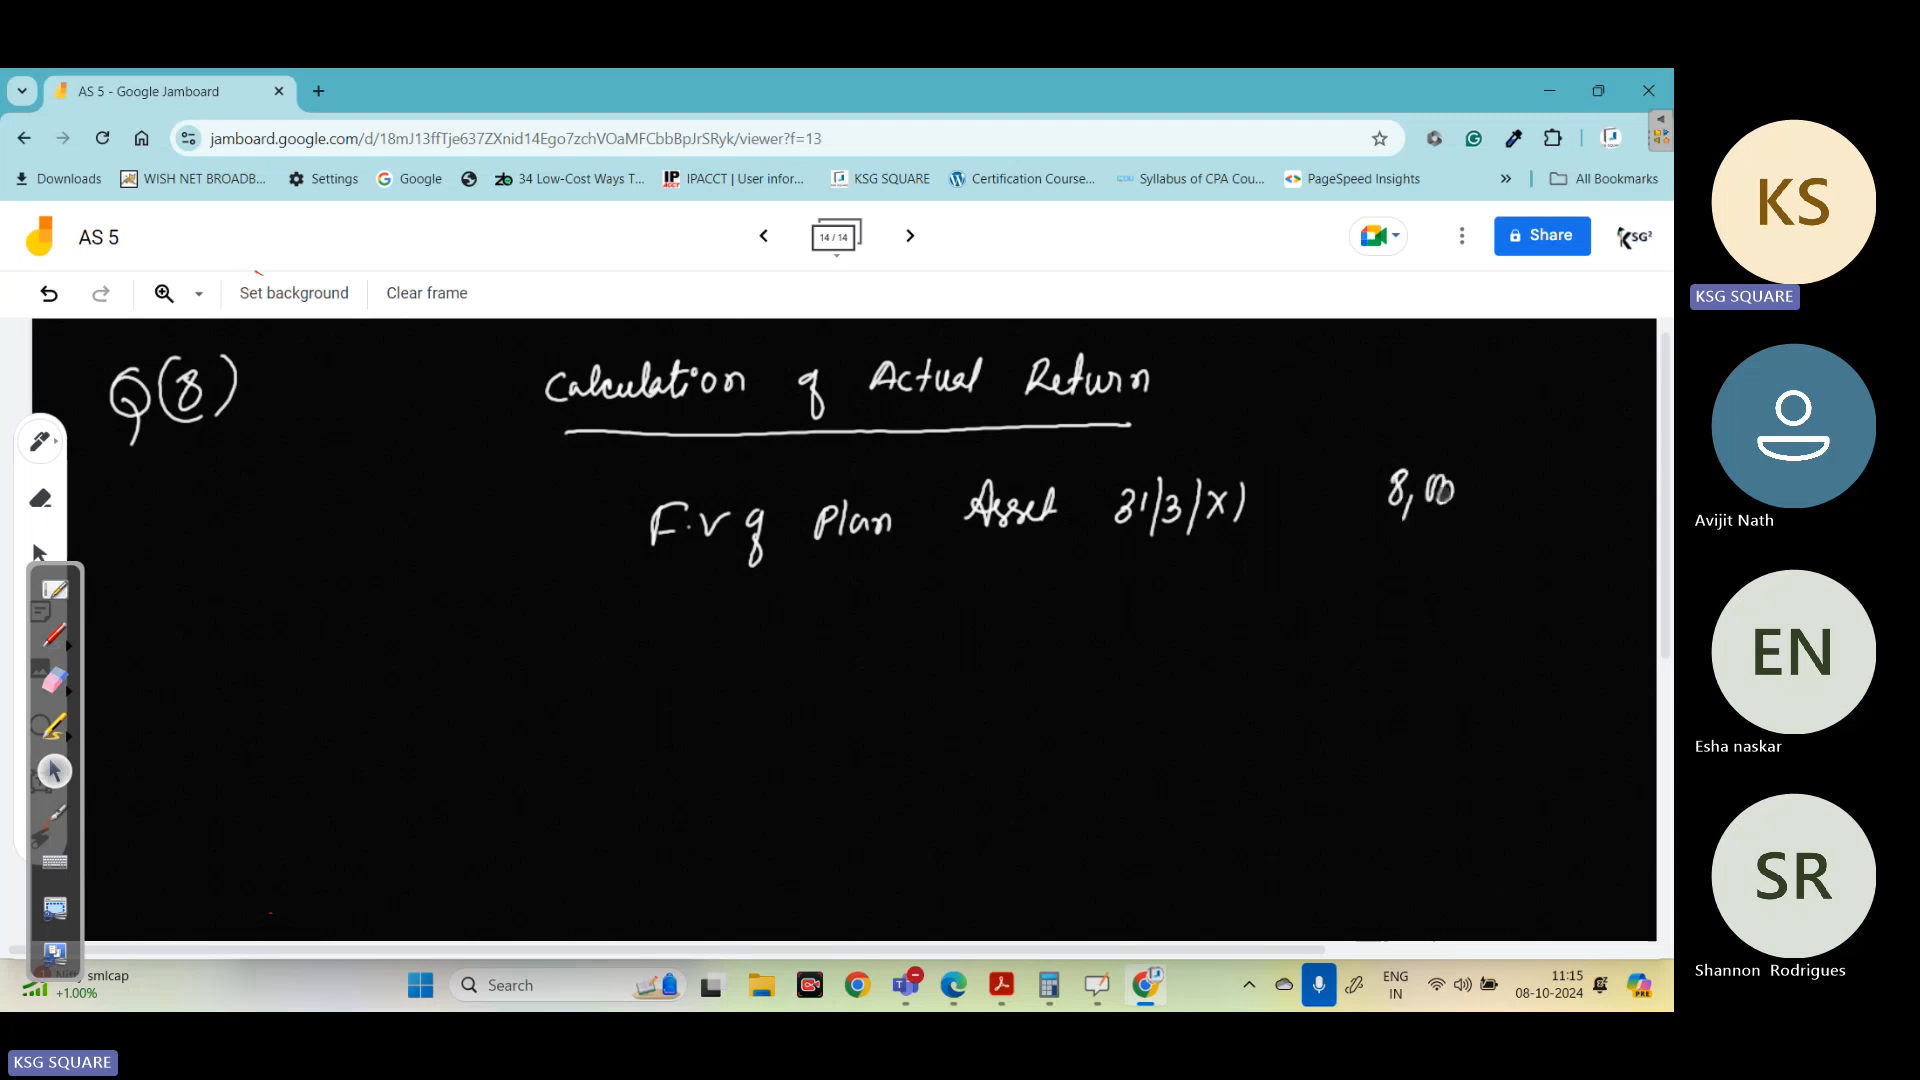 AS 5 - Google Jamboard
jamboard.google.com/d/18mJ13ffTje637ZXnid14Ego7zchVOaMFCbbBpJrSRyk/viewer?f=13
Downloads WISH NET BROADB... Settings Google 34 Low-Cost Ways T... IPACCT | User infor... KSG SQUARE Certification Course... Syllabus of CPA Cou... PageSpeed Insights » All Bookmarks
AS 5 14 / 14 Share KSG²
Set background Clear frame
Q(8) Calculation of Actual Return
F.V of Plan Asset 31/3/X1 8,00
KS
KSG SQUARE
Avijit Nath
EN
Esha naskar
SR
Shannon Rodrigues
Nifty smlcap
+1.00%
Search
ENG
IN
11:15
08-10-2024
PRE
KSG SQUARE